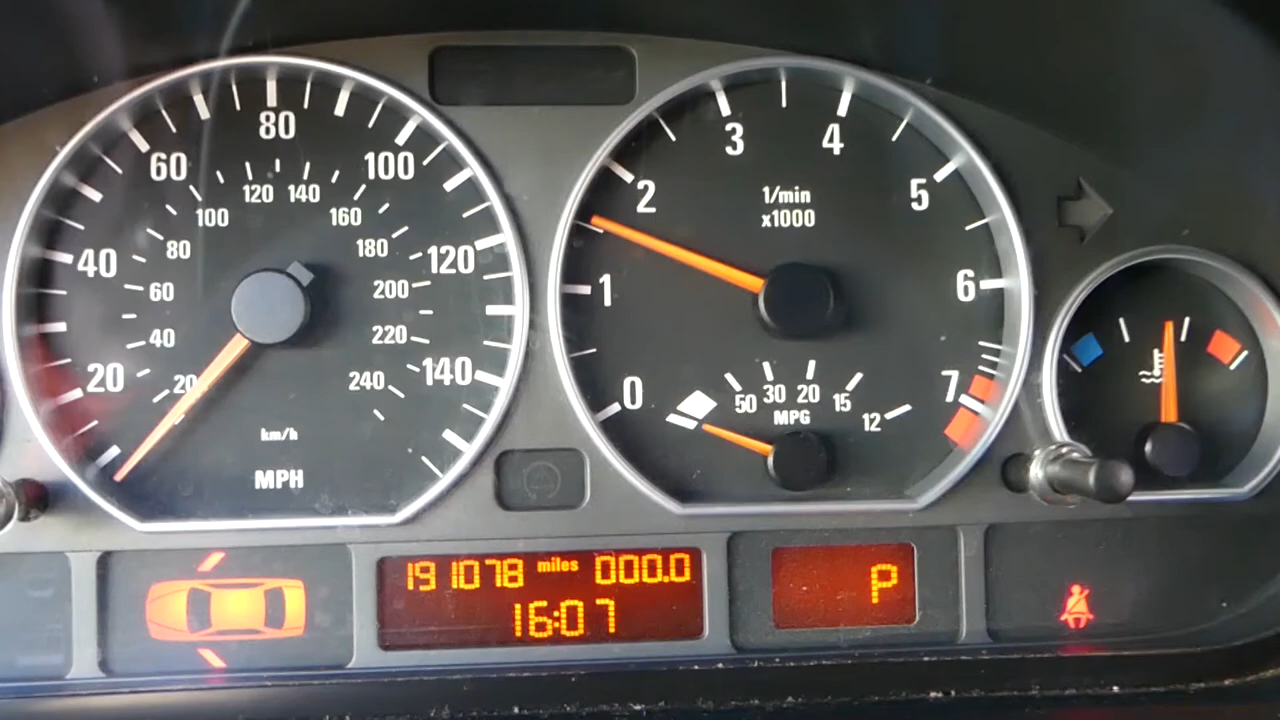 20 40 60 80 100 120 140
20 40 60 80 100 120 140 160 180 200 220 240
km/h
MPH
0 1 2 3 4 5 6 7
1/min
x1000
50 30 20 15 12
MPG
191078 miles 000.0
16:07
P